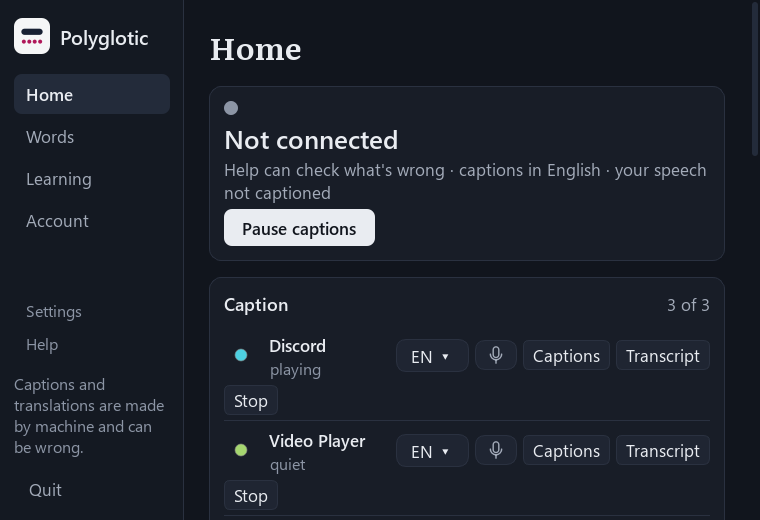 Polyglotic
Home
Words
Learning
Account
Settings
Help
Captions and
translations are made
by machine and can
be wrong.
Quit
Home
Not connected
Help can check what's wrong · captions in English · your speech
not captioned
Pause captions
Caption 3 of 3
Discord
playing
EN ▾ Captions Transcript
Stop
Video Player
quiet
EN ▾ Captions Transcript
Stop